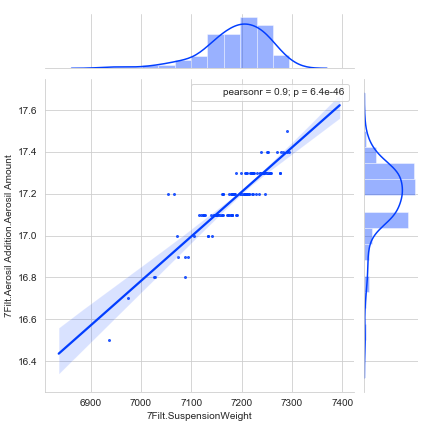 pearsonr = 0.9; p = 6.4e-46
17.6
17.4
17.2
17.0
16.8
16.6
16.4
7Filt.Aerosil Addition.Aerosil Amount
6900 7000 7100 7200 7300 7400
7Filt.SuspensionWeight